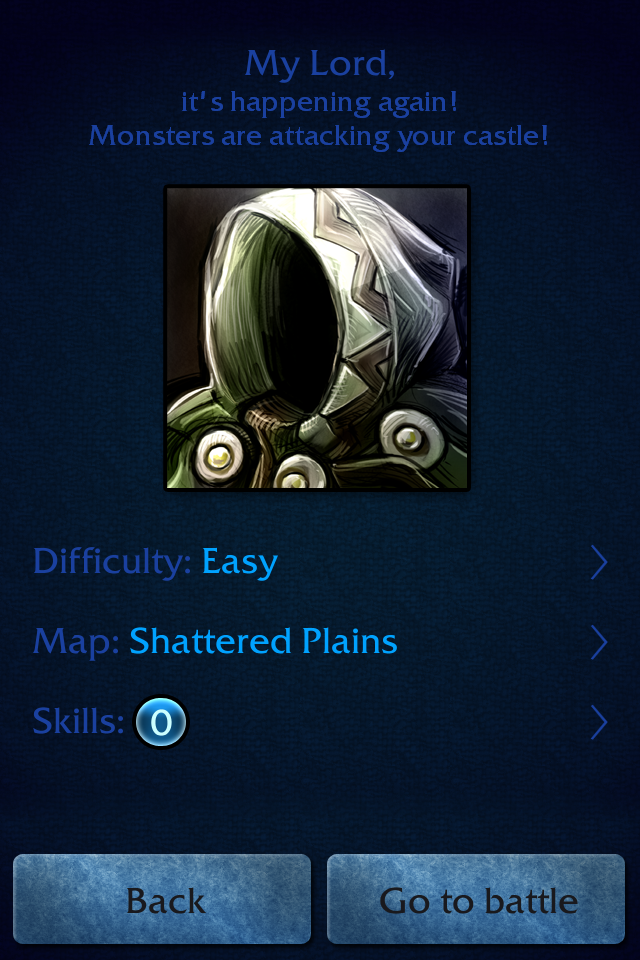 My Lord,
it's happening again!
Monsters are attacking your castle!
Difficulty: Easy
Map: Shattered Plains
Skills: 0
Back
Go to battle